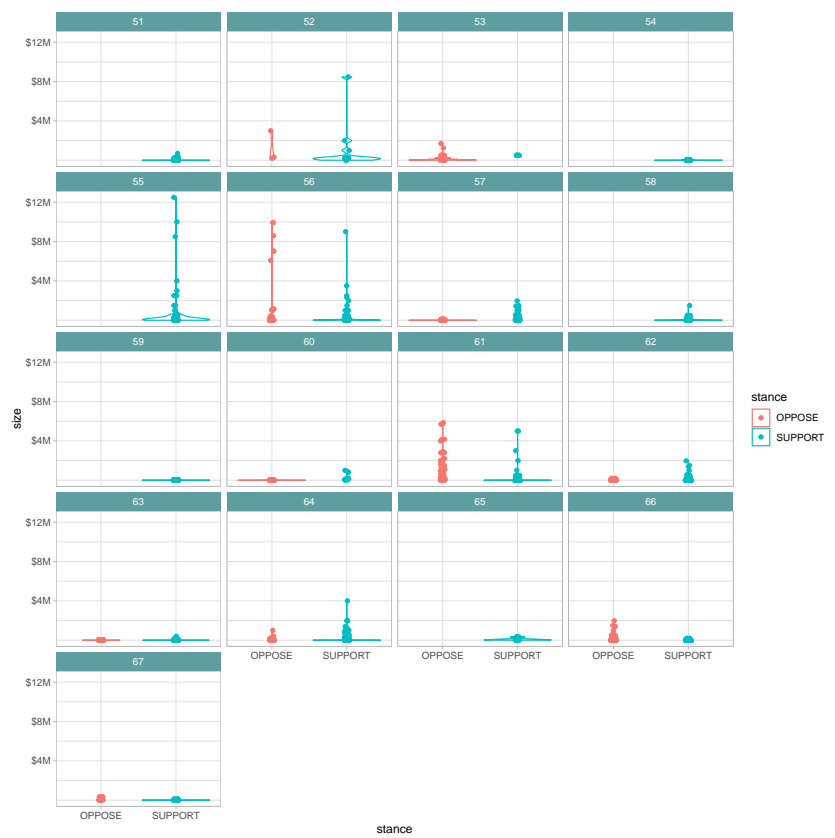 51 52 53 54
$12M
$8M
$4M
55 56 57 58
$12M
$8M
$4M
59 60 61 62
$12M
$8M
$4M
63 64 65 66
$12M
$8M
$4M
OPPOSE SUPPORT OPPOSE SUPPORT OPPOSE SUPPORT
67
$12M
$8M
$4M
OPPOSE SUPPORT
size
stance
stance
OPPOSE
SUPPORT